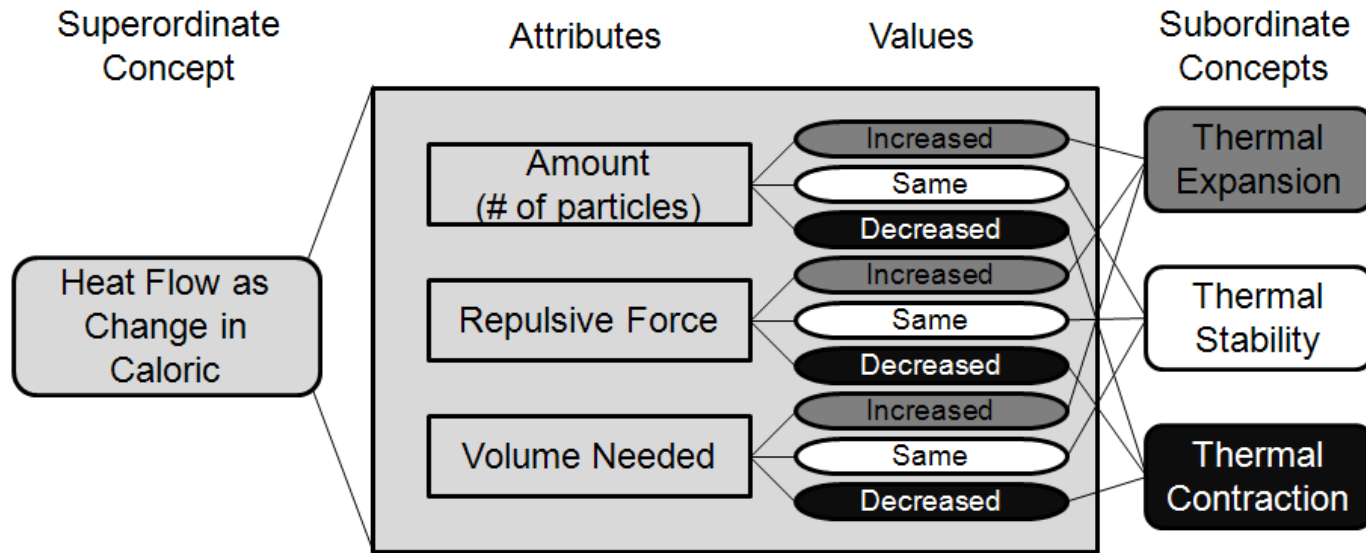 Superordinate
Concept
Attributes
Values
Subordinate
Concepts
Heat Flow as
Change in
Caloric
Amount
(# of particles)
Increased
Same
Decreased
Repulsive Force
Increased
Same
Decreased
Volume Needed
Increased
Same
Decreased
Thermal
Expansion
Thermal
Stability
Thermal
Contraction